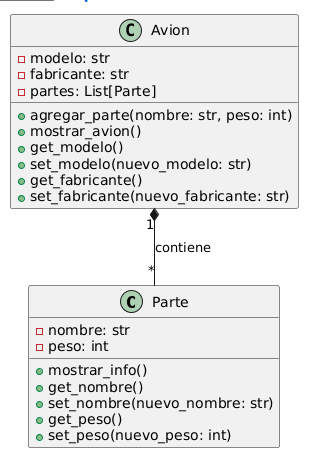 C Avion
modelo: str
fabricante: str
partes: List[Parte]
agregar_parte(nombre: str, peso: int)
mostrar_avion()
get_modelo()
set_modelo(nuevo_modelo: str)
get_fabricante()
set_fabricante(nuevo_fabricante: str)
1
contiene
*
C Parte
nombre: str
peso: int
mostrar_info()
get_nombre()
set_nombre(nuevo_nombre: str)
get_peso()
set_peso(nuevo_peso: int)